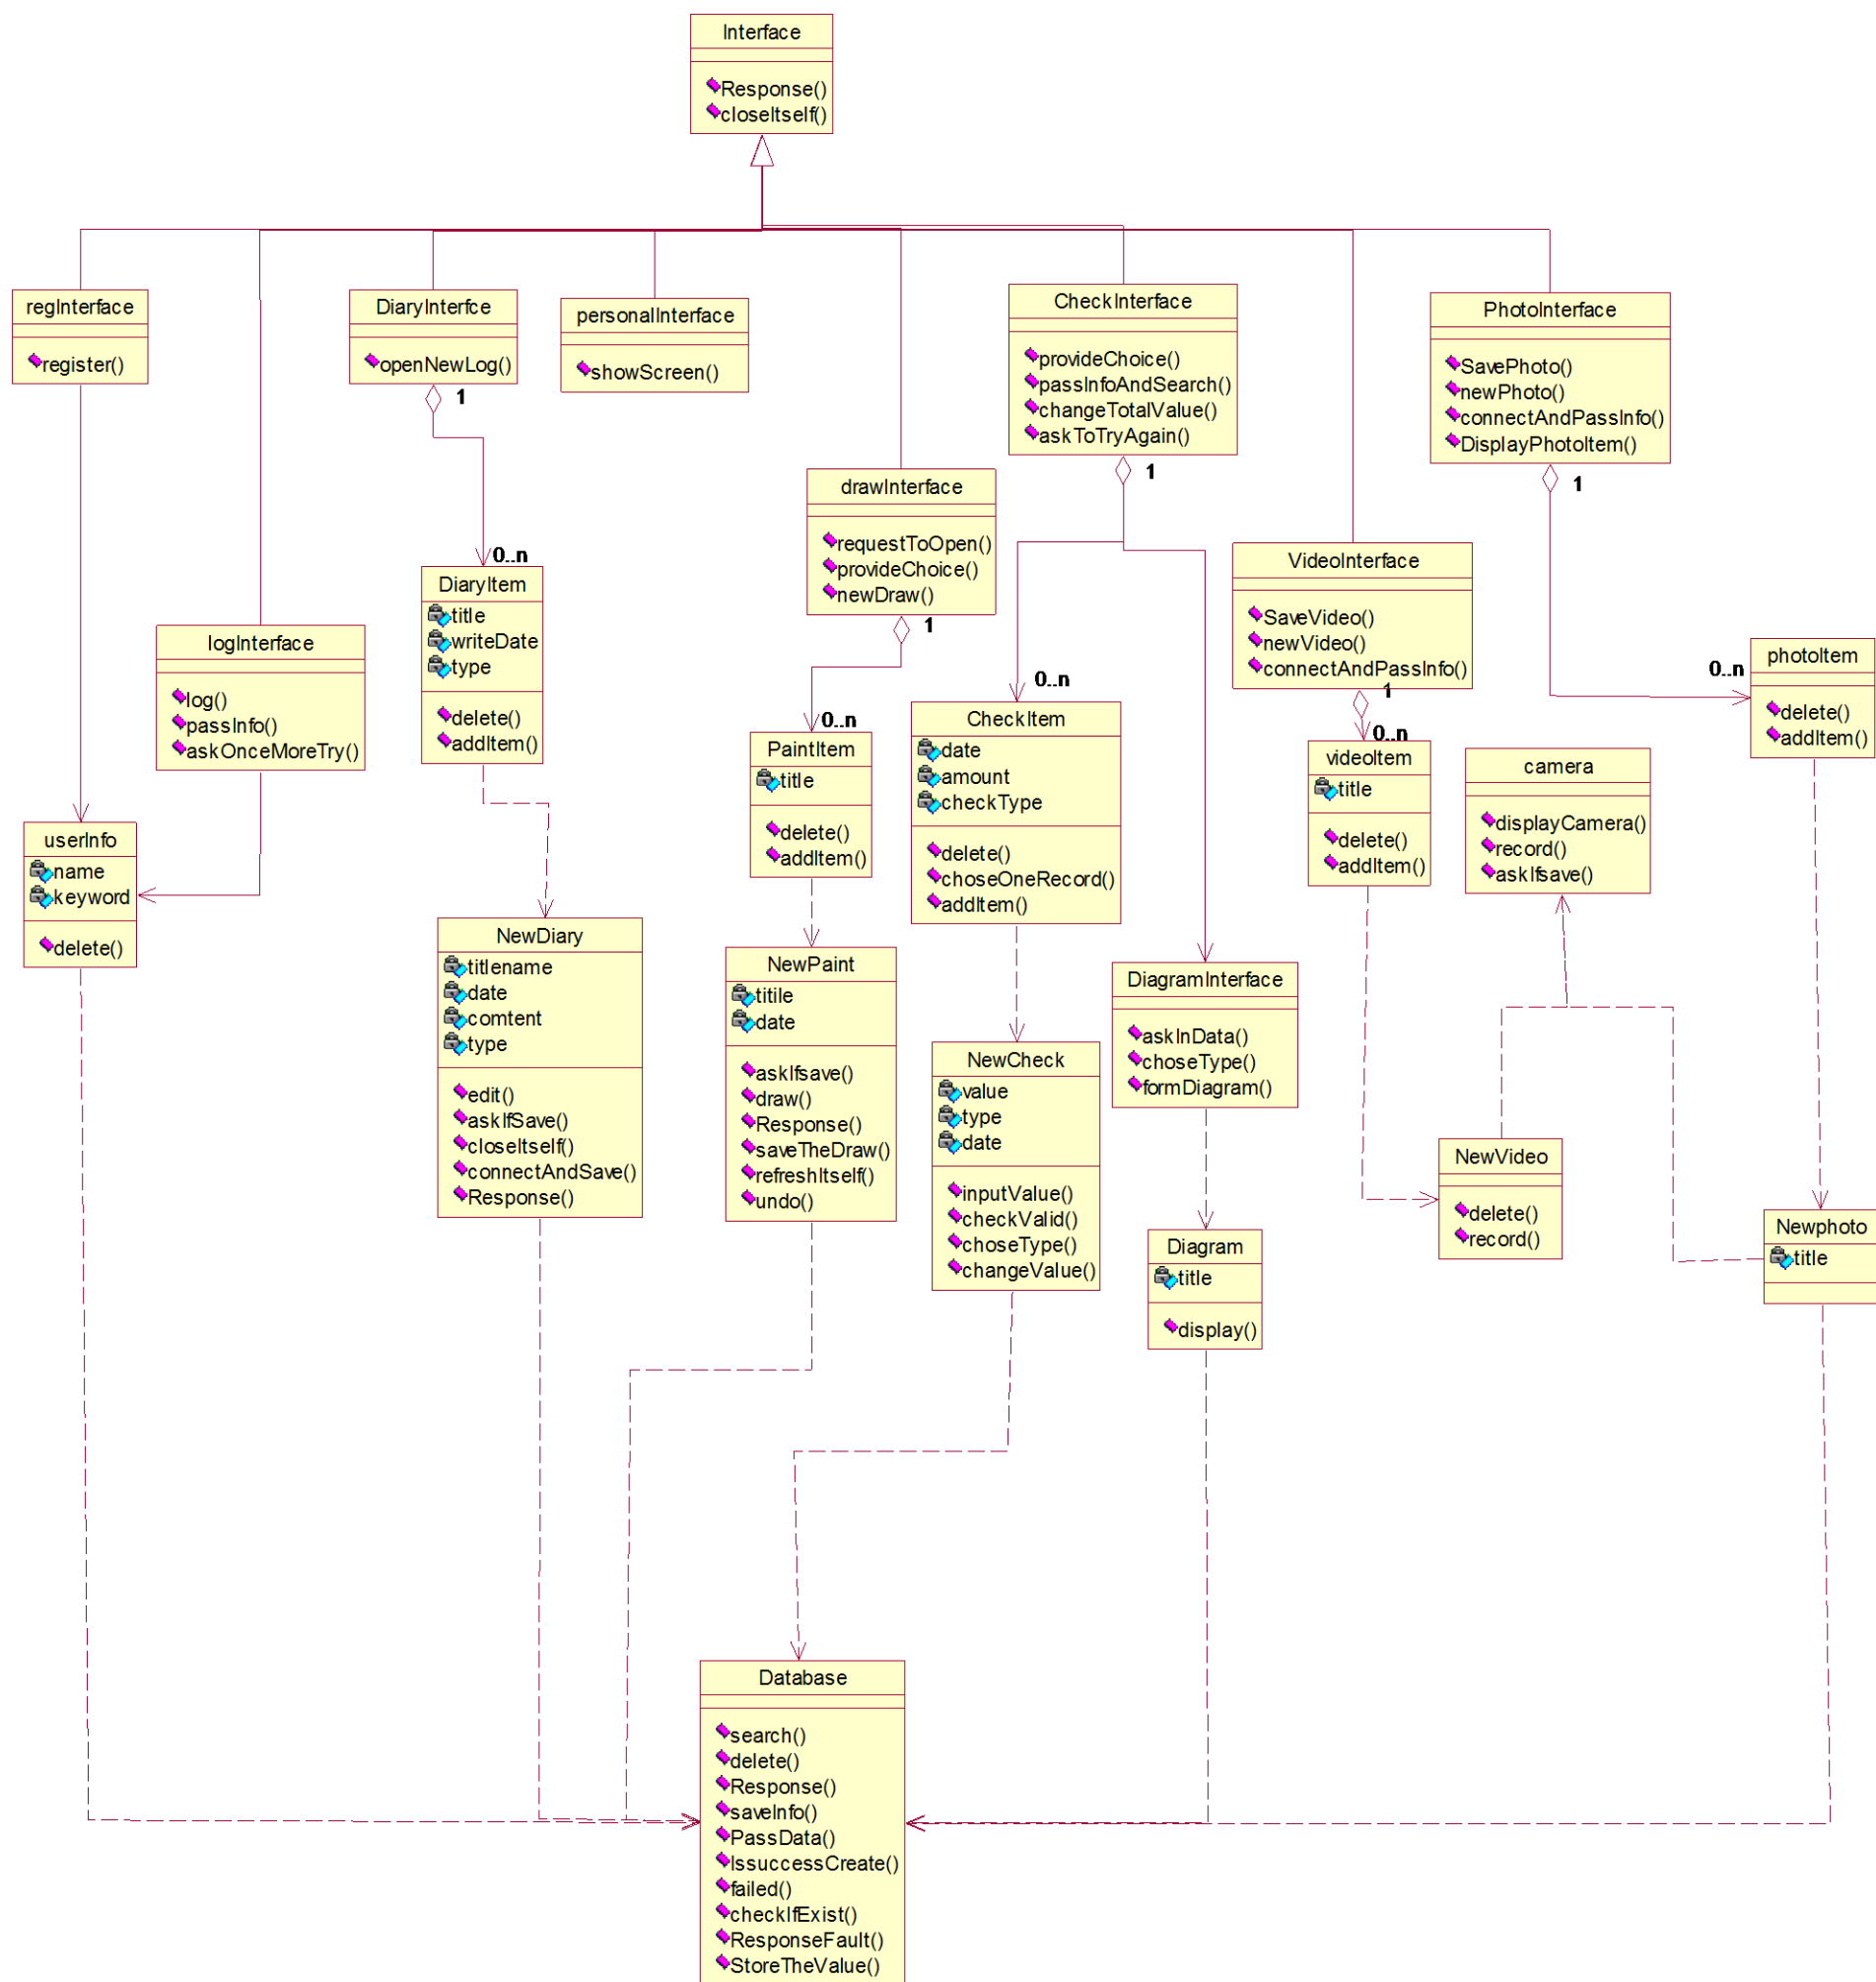 Interface
Response()
closeItself()
regInterface
register()
DiaryInterfce
openNewLog()
1
personalInterface
showScreen()
CheckInterface
provideChoice()
passInfoAndSearch()
changeTotalValue()
askToTryAgain()
1
PhotoInterface
SavePhoto()
newPhoto()
connectAndPassInfo()
DisplayPhotoItem()
1
drawInterface
requestToOpen()
provideChoice()
newDraw()
1
VideoInterface
SaveVideo()
newVideo()
connectAndPassInfo()
1
0..n
DiaryItem
title
writeDate
type
delete()
addItem()
logInterface
log()
passInfo()
askOnceMoreTry()
0..n
photoItem
delete()
addItem()
0..n
CheckItem
date
amount
checkType
delete()
choseOneRecord()
addItem()
0..n
PaintItem
title
delete()
addItem()
0..n
videoItem
title
delete()
addItem()
camera
displayCamera()
record()
askIfsave()
userInfo
name
keyword
delete()
NewDiary
titlename
date
comtent
type
edit()
askIfSave()
closeItself()
connectAndSave()
Response()
NewPaint
titile
date
askIfsave()
draw()
Response()
saveTheDraw()
refreshItself()
undo()
DiagramInterface
askInData()
choseType()
formDiagram()
NewCheck
value
type
date
inputValue()
checkValid()
choseType()
changeValue()
NewVideo
delete()
record()
Newphoto
title
Diagram
title
display()
Database
search()
delete()
Response()
saveInfo()
PassData()
IssuccessCreate()
failed()
checkIfExist()
ResponseFault()
StoreTheValue()